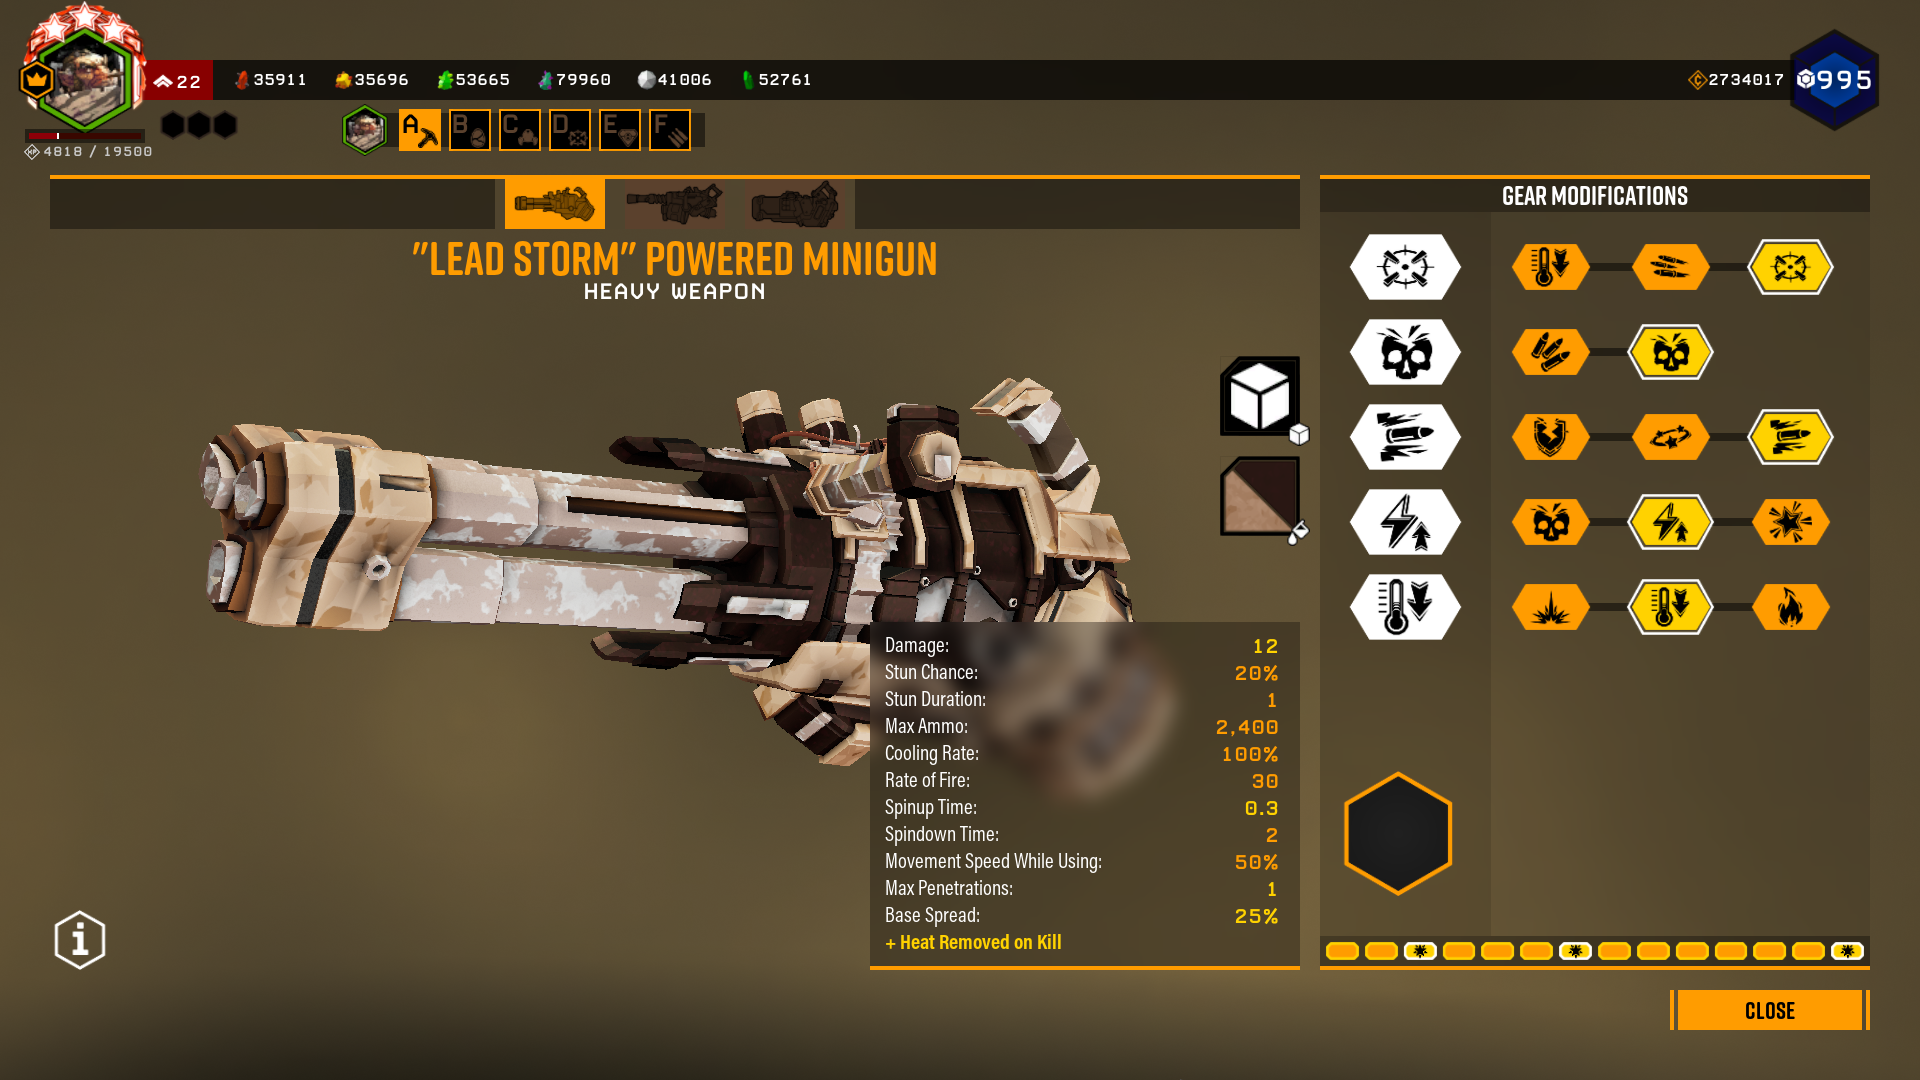 22
35911
35696
53665
79960
41006
52761
2734017
995
4818 / 19500
A
B
C
D
E
F
GEAR MODIFICATIONS
"LEAD STORM" POWERED MINIGUN
HEAVY WEAPON
Damage: 12
Stun Chance: 20%
Stun Duration: 1
Max Ammo: 2,400
Cooling Rate: 100%
Rate of Fire: 30
Spinup Time: 0.3
Spindown Time: 2
Movement Speed While Using: 50%
Max Penetrations: 1
Base Spread: 25%
+ Heat Removed on Kill
CLOSE